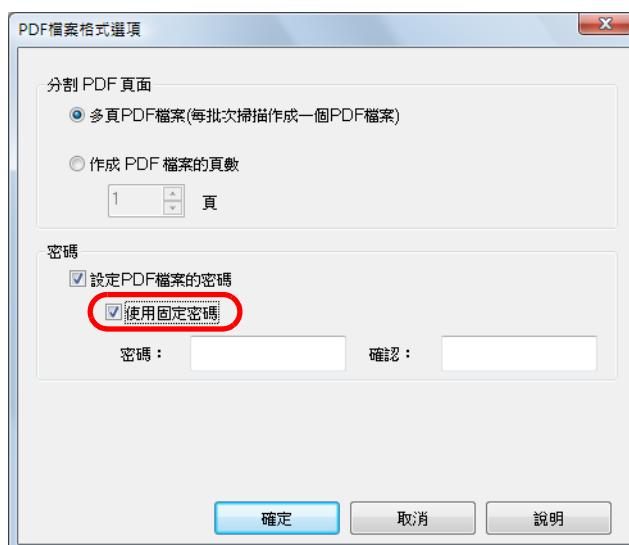 PDF檔案格式選項
分割 PDF 頁面
多頁PDF檔案(每批次掃描作成一個PDF檔案)
作成 PDF 檔案的頁數
1 頁
密碼
設定PDF檔案的密碼
使用固定密碼
密碼： 確認：
確定 取消 說明